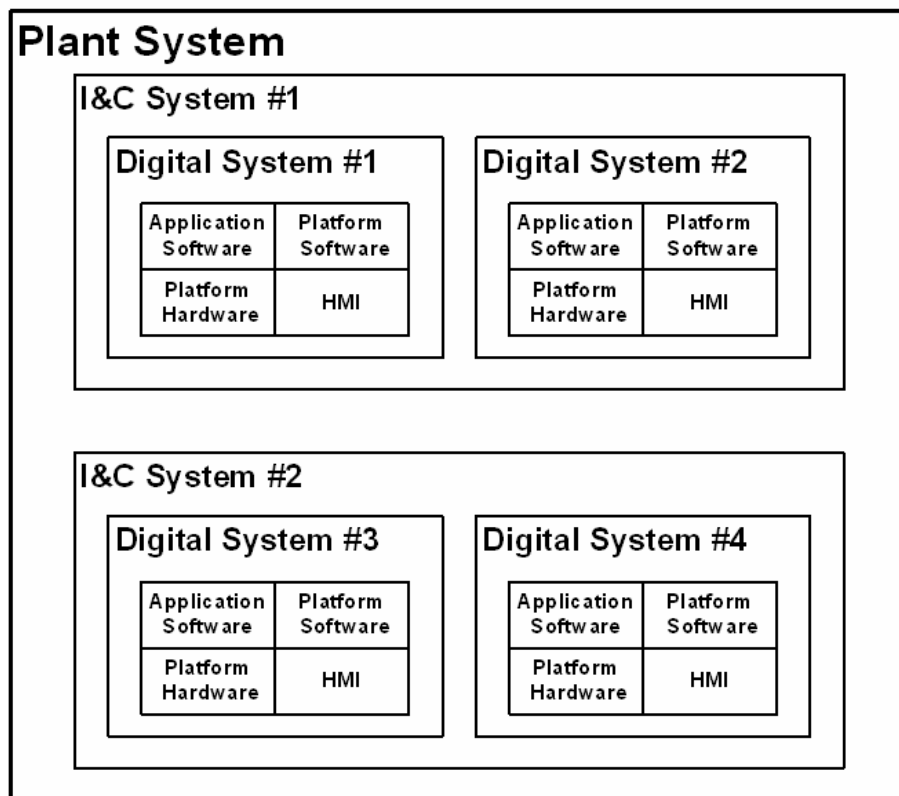 Plant System
I&C System #1
Digital System #1
Application
Software
Platform
Software
Platform
Hardware
HMI
Digital System #2
Application
Software
Platform
Software
Platform
Hardware
HMI
I&C System #2
Digital System #3
Application
Software
Platform
Software
Platform
Hardware
HMI
Digital System #4
Application
Software
Platform
Software
Platform
Hardware
HMI